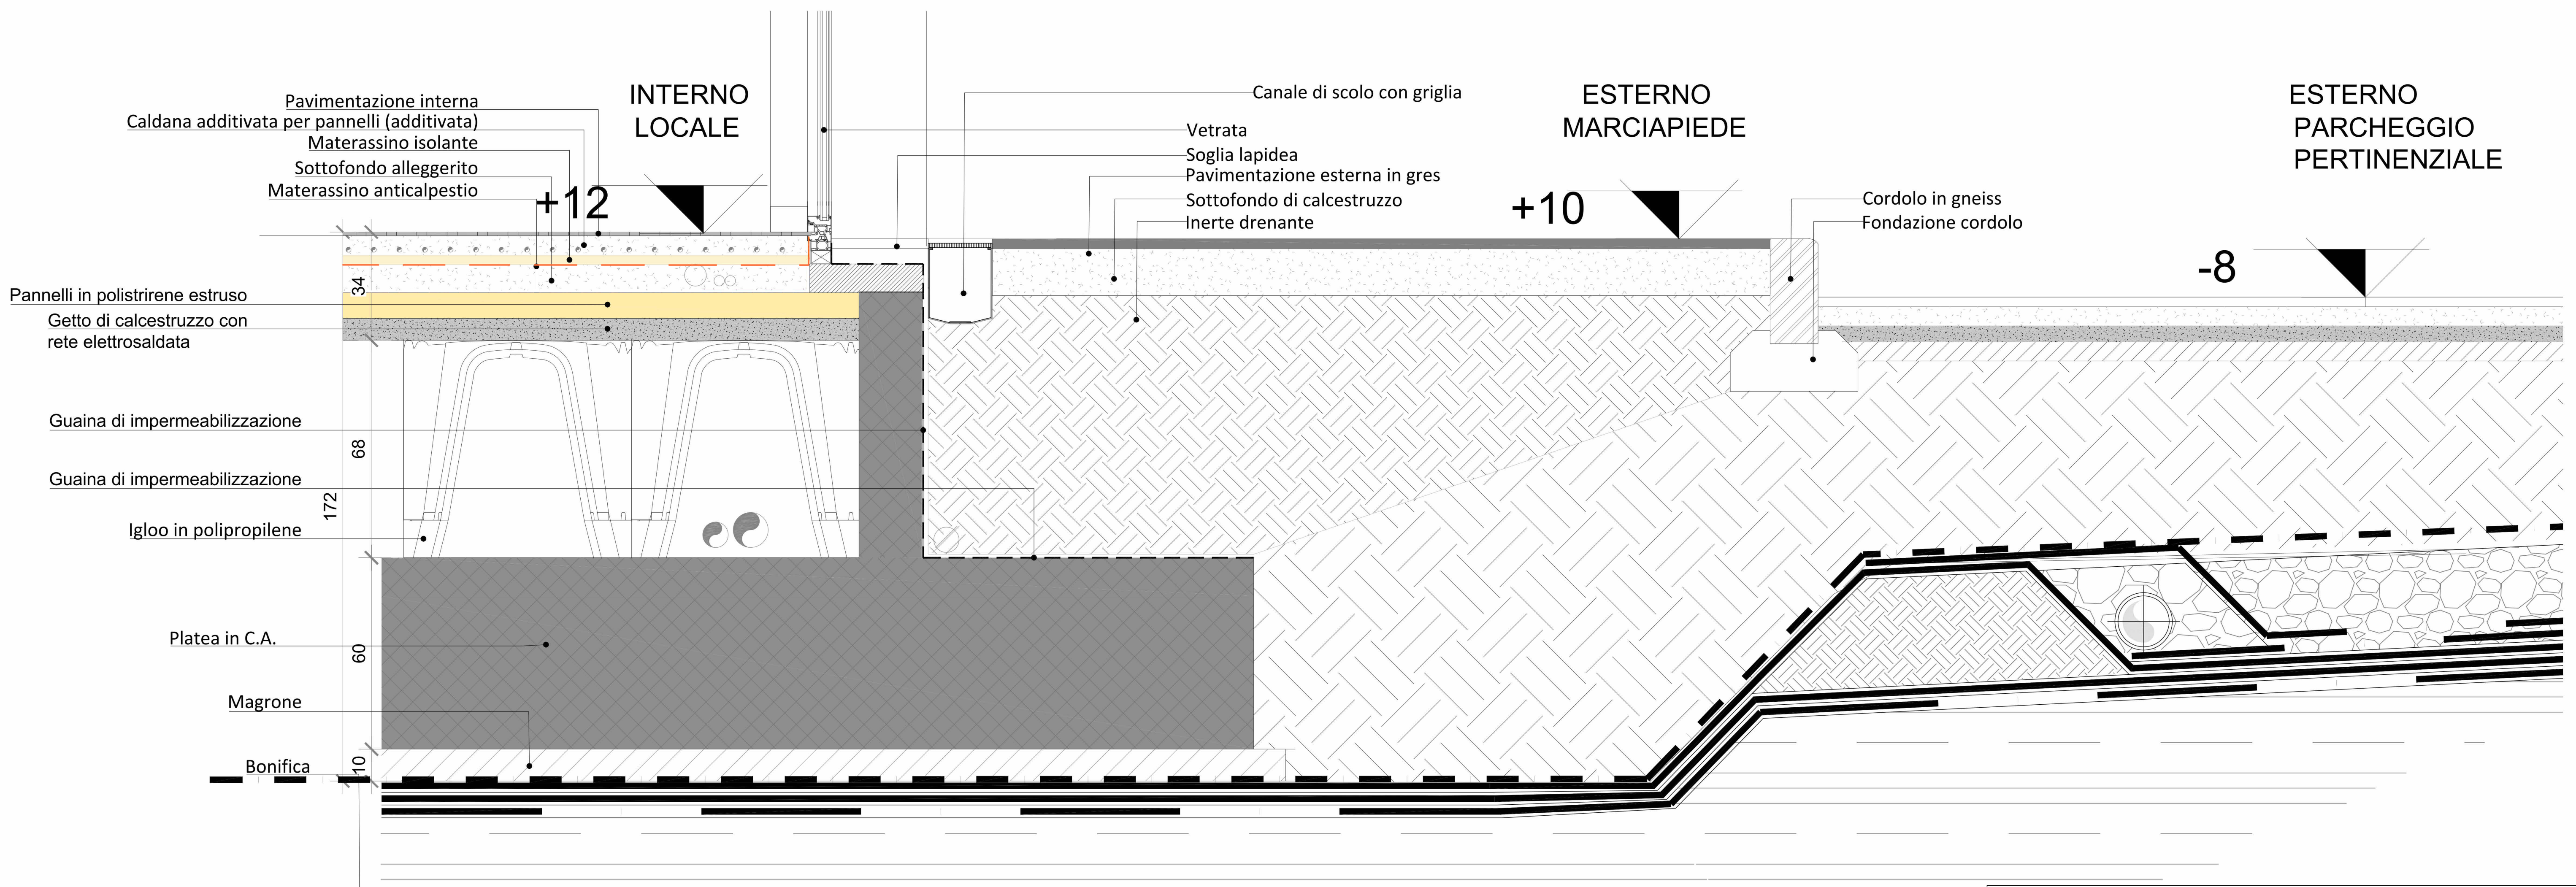 Pavimentazione interna
Caldana additivata per pannelli (additivata)
Materassino isolante
Sottofondo alleggerito
Materassino anticalpestio
INTERNO
LOCALE
+12
Pannelli in polistrirene estruso
Getto di calcestruzzo con
rete elettrosaldata
Guaina di impermeabilizzazione
Guaina di impermeabilizzazione
Igloo in polipropilene
Platea in C.A.
Magrone
Bonifica
34
68
172
60
10
Canale di scolo con griglia
Vetrata
Soglia lapidea
Pavimentazione esterna in gres
Sottofondo di calcestruzzo
Inerte drenante
ESTERNO
MARCIAPIEDE
+10
Cordolo in gneiss
Fondazione cordolo
ESTERNO
PARCHEGGIO
PERTINENZIALE
-8